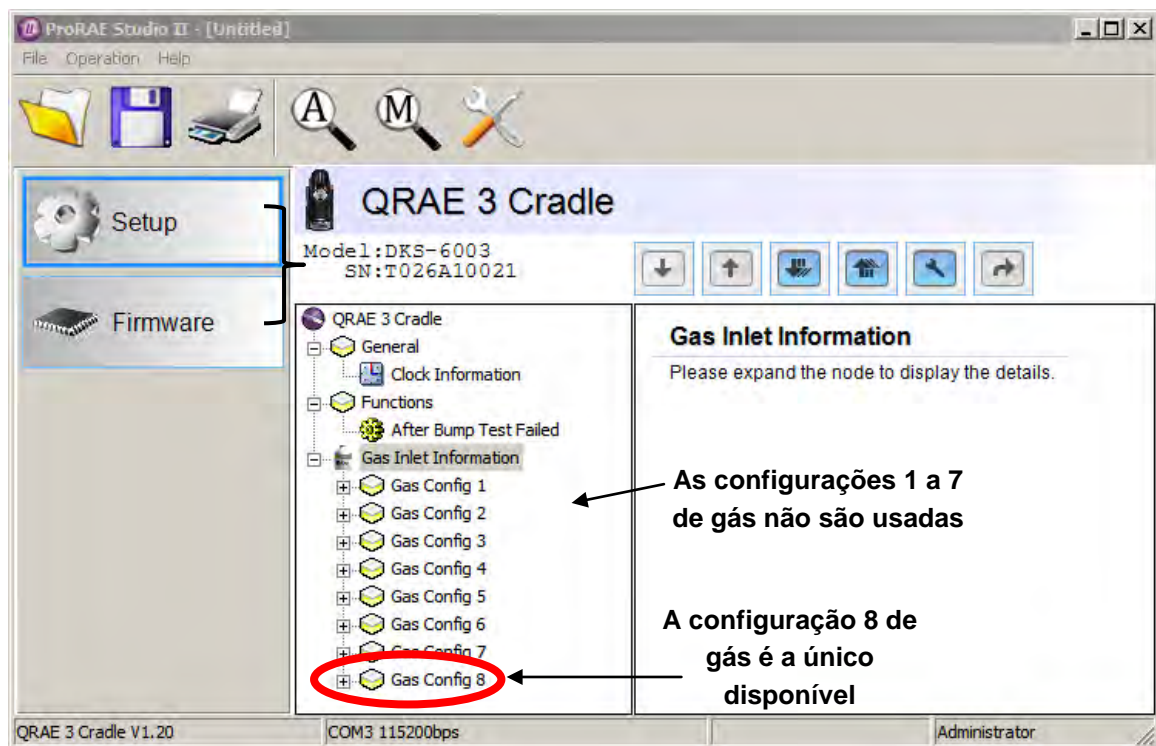 ProRAE Studio II - [Untitled]
File Operation Help
A M
Setup
Firmware
QRAE 3 Cradle
Model:DKS-6003
SN:T026A10021
QRAE 3 Cradle
General
Clock Information
Functions
After Bump Test Failed
Gas Inlet Information
Gas Config 1
Gas Config 2
Gas Config 3
Gas Config 4
Gas Config 5
Gas Config 6
Gas Config 7
Gas Config 8
Gas Inlet Information
Please expand the node to display the details.
As configurações 1 a 7
de gás não são usadas
A configuração 8 de
gás é a único
disponível
QRAE 3 Cradle V1.20 COM3 115200bps Administrator